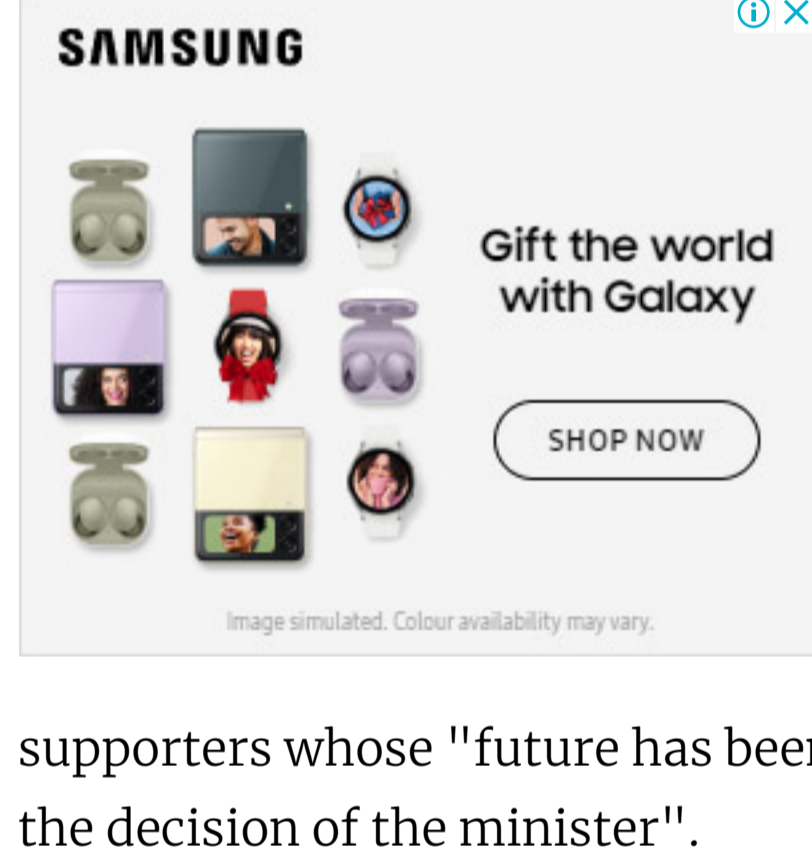 SAMSUNG
Gift the world
with Galaxy
SHOP NOW
Image simulated. Colour availability may vary.
supporters whose "future has been
the decision of the minister".